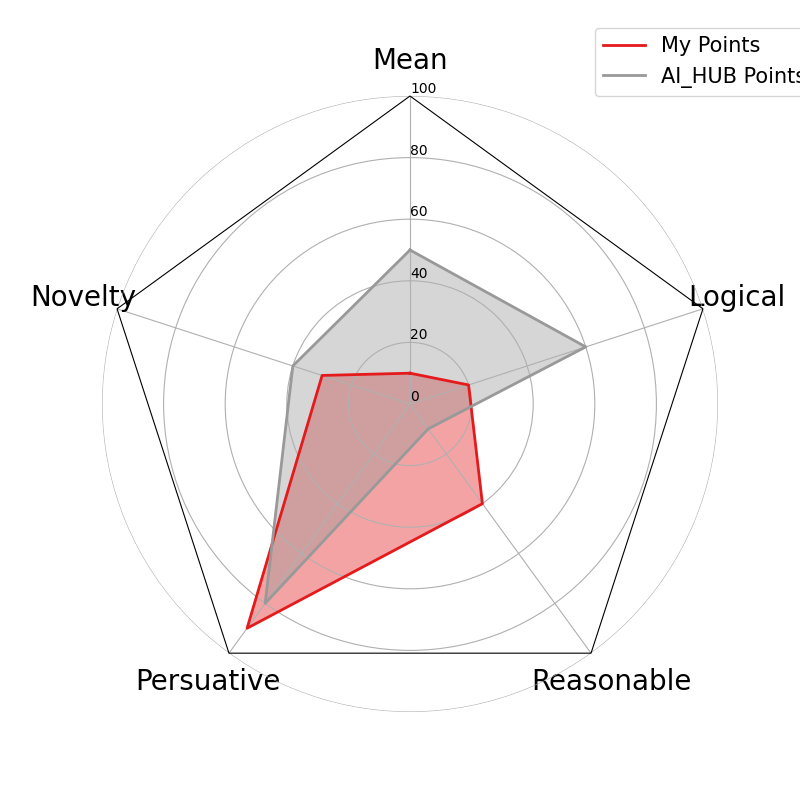 My Points
AI_HUB Points
Mean
100
80
60
40
20
0
Novelty
Logical
Persuative
Reasonable